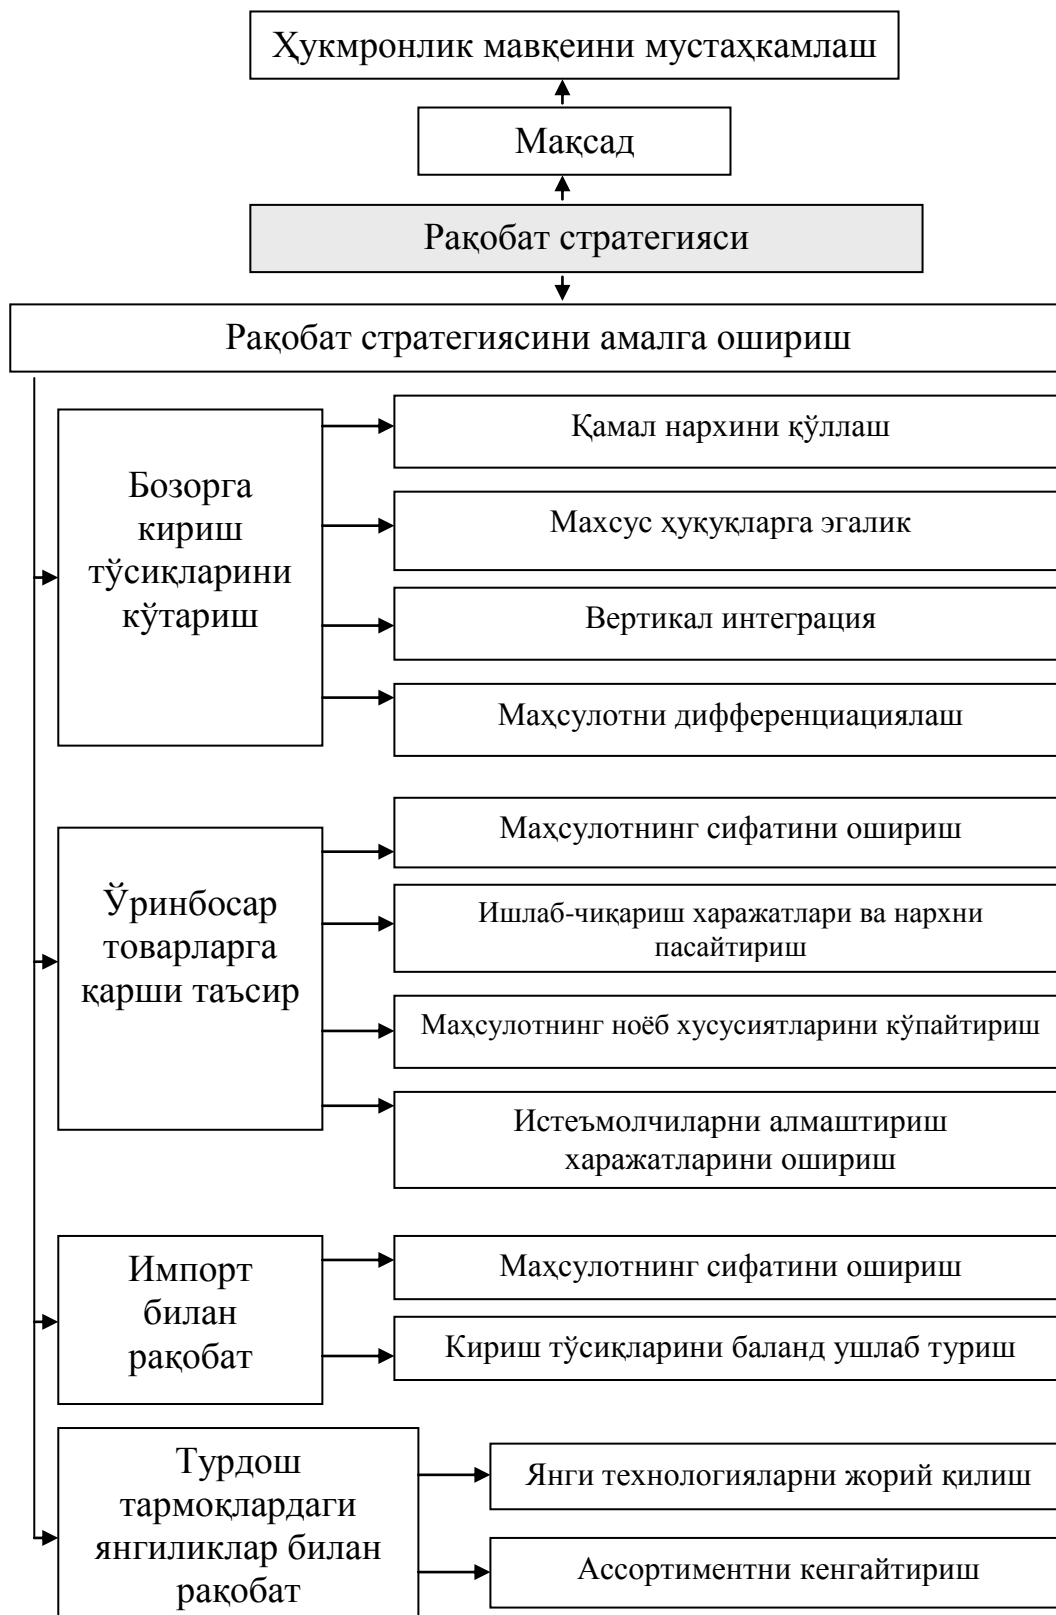 Ҳукмронлик мавқеини мустаҳкамлаш
Мақсад
Рақобат стратегияси
Рақобат стратегиясини амалга ошириш
Бозорга
кириш
тўсиқларини
кўтариш
Қамал нархини қўллаш
Махсус ҳуқуқларга эгалик
Вертикал интеграция
Маҳсулотни дифференциациялаш
Ўринбосар
товарларга
қарши таъсир
Маҳсулотнинг сифатини ошириш
Ишлаб-чиқариш харажатлари ва нархни
пасайтириш
Маҳсулотнинг ноёб хусусиятларини кўпайтириш
Истеъмолчиларни алмаштириш
харажатларини ошириш
Импорт
билан
рақобат
Маҳсулотнинг сифатини ошириш
Кириш тўсиқларини баланд ушлаб туриш
Турдош
тармоқлардаги
янгиликлар билан
рақобат
Янги технологияларни жорий қилиш
Ассортиментни кенгайтириш